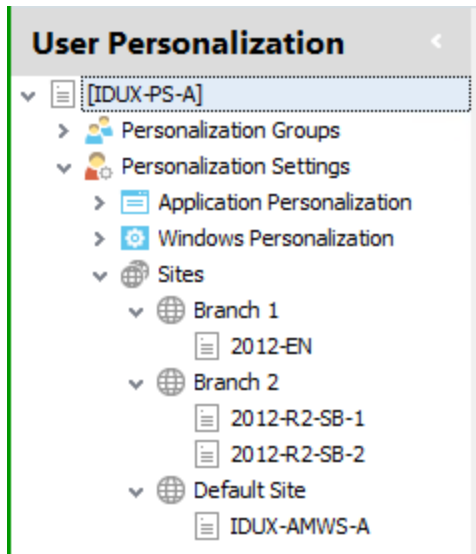 User Personalization
[IDUX-PS-A]
Personalization Groups
Personalization Settings
Application Personalization
Windows Personalization
Sites
Branch 1
2012-EN
Branch 2
2012-R2-SB-1
2012-R2-SB-2
Default Site
IDUX-AMWS-A